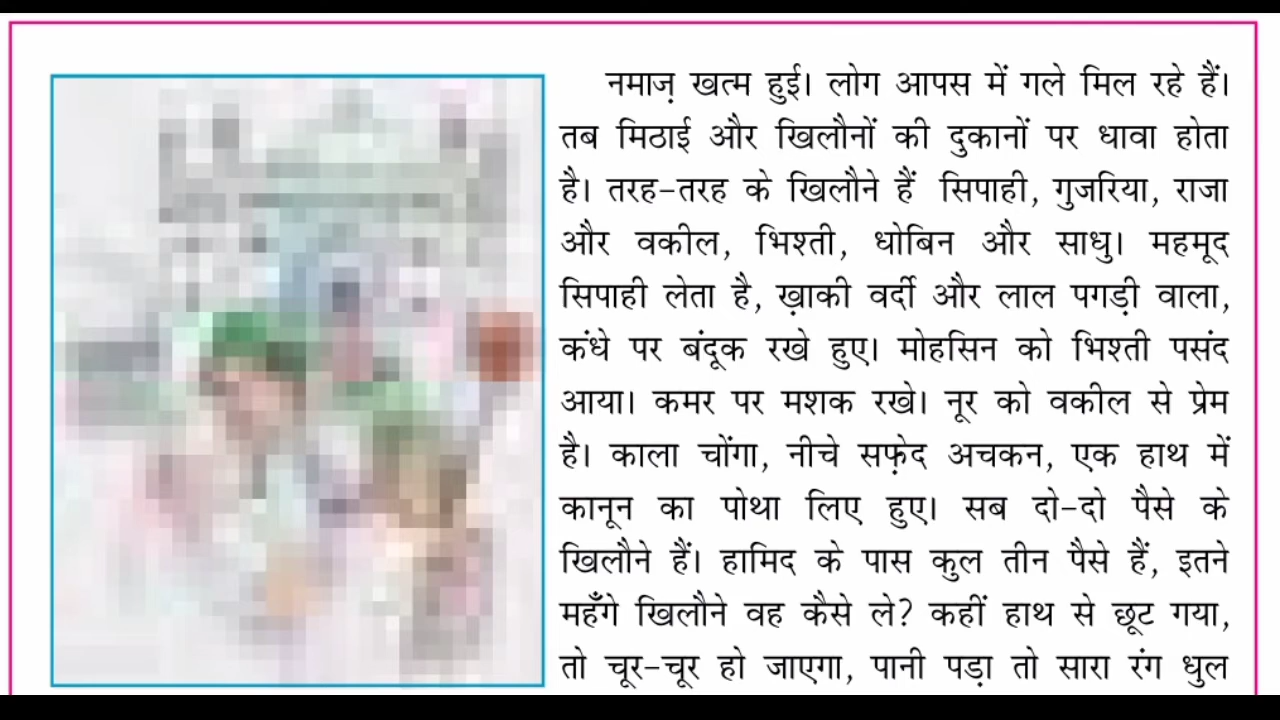 नमाज़ खत्म हुई। लोग आपस में गले मिल रहे हैं।
तब मिठाई और खिलौनों की दुकानों पर धावा होता
है। तरह-तरह के खिलौने हैं सिपाही, गुजरिया, राजा
और वकील, भिश्ती, धोबिन और साधु। महमूद
सिपाही लेता है, ख़ाकी वर्दी और लाल पगड़ी वाला,
कंधे पर बंदूक रखे हुए। मोहसिन को भिश्ती पसंद
आया। कमर पर मशक रखे। नूर को वकील से प्रेम
है। काला चोंगा, नीचे सफ़ेद अचकन, एक हाथ में
कानून का पोथा लिए हुए। सब दो-दो पैसे के
खिलौने हैं। हामिद के पास कुल तीन पैसे हैं, इतने
महँगे खिलौने वह कैसे ले? कहीं हाथ से छूट गया,
तो चूर-चूर हो जाएगा, पानी पड़ा तो सारा रंग धुल